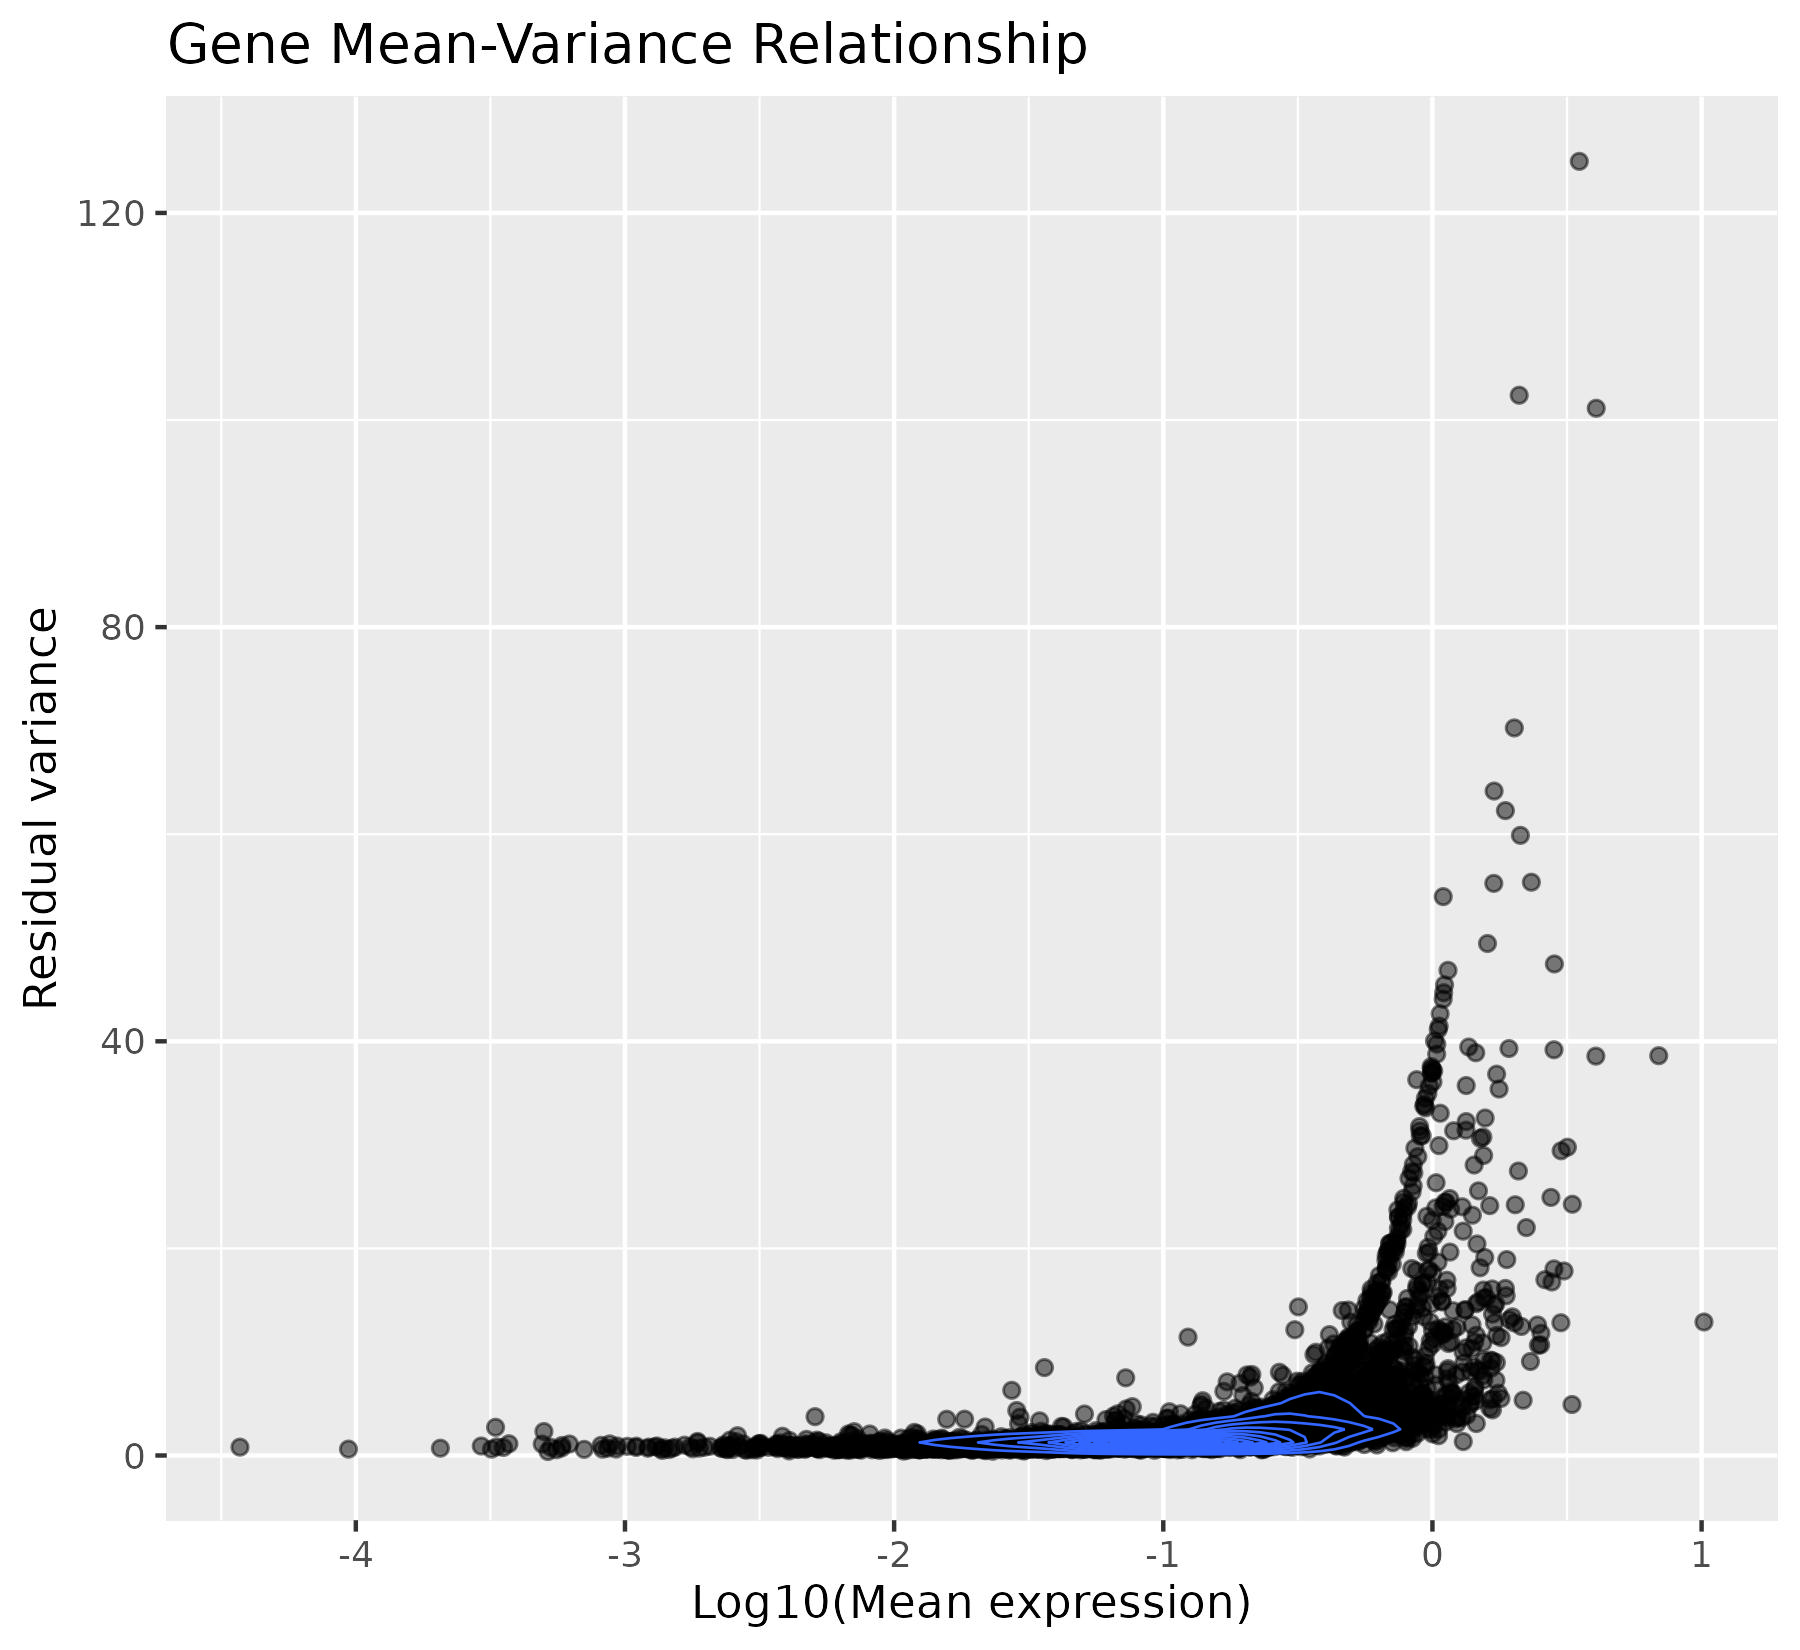 Gene Mean-Variance Relationship
120
80
40
0
Residual variance
-4 -3 -2 -1 0 1
Log10(Mean expression)